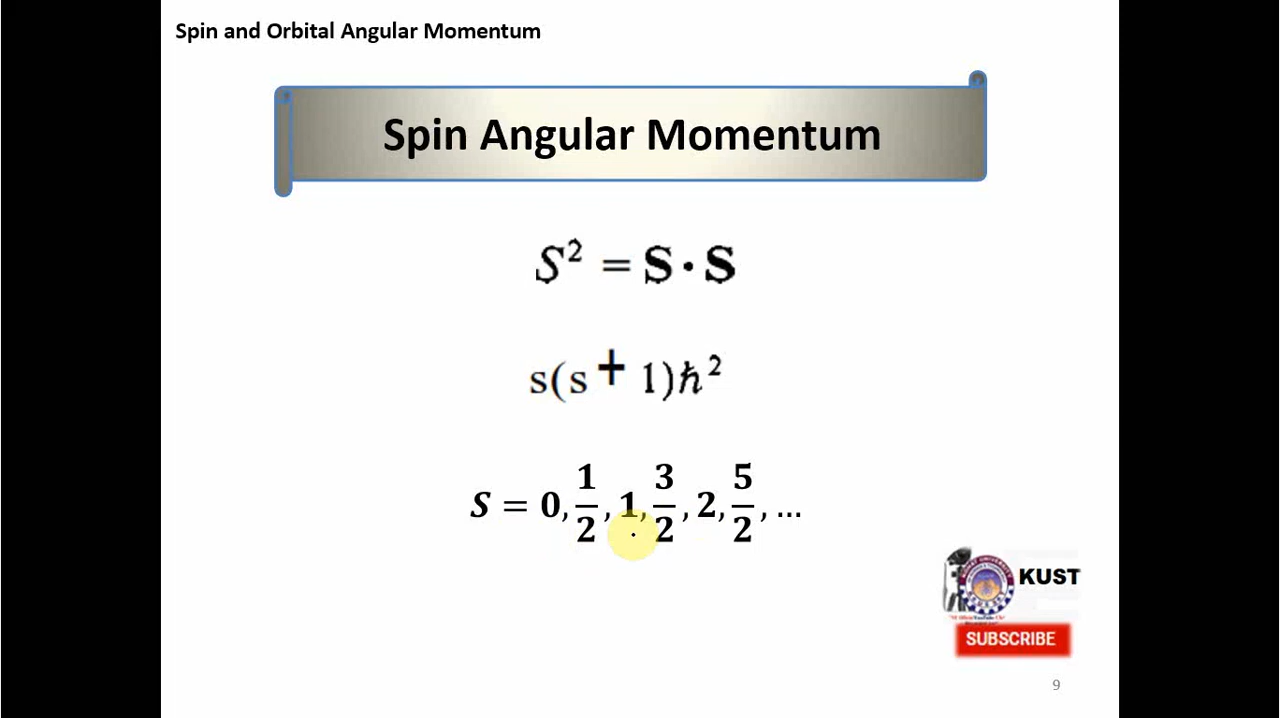 Spin and Orbital Angular Momentum
Spin Angular Momentum
S² = S · S
s(s + 1)ℏ²
S = 0, 1/2, 1, 3/2, 2, 5/2, ...
KUST
SUBSCRIBE
9